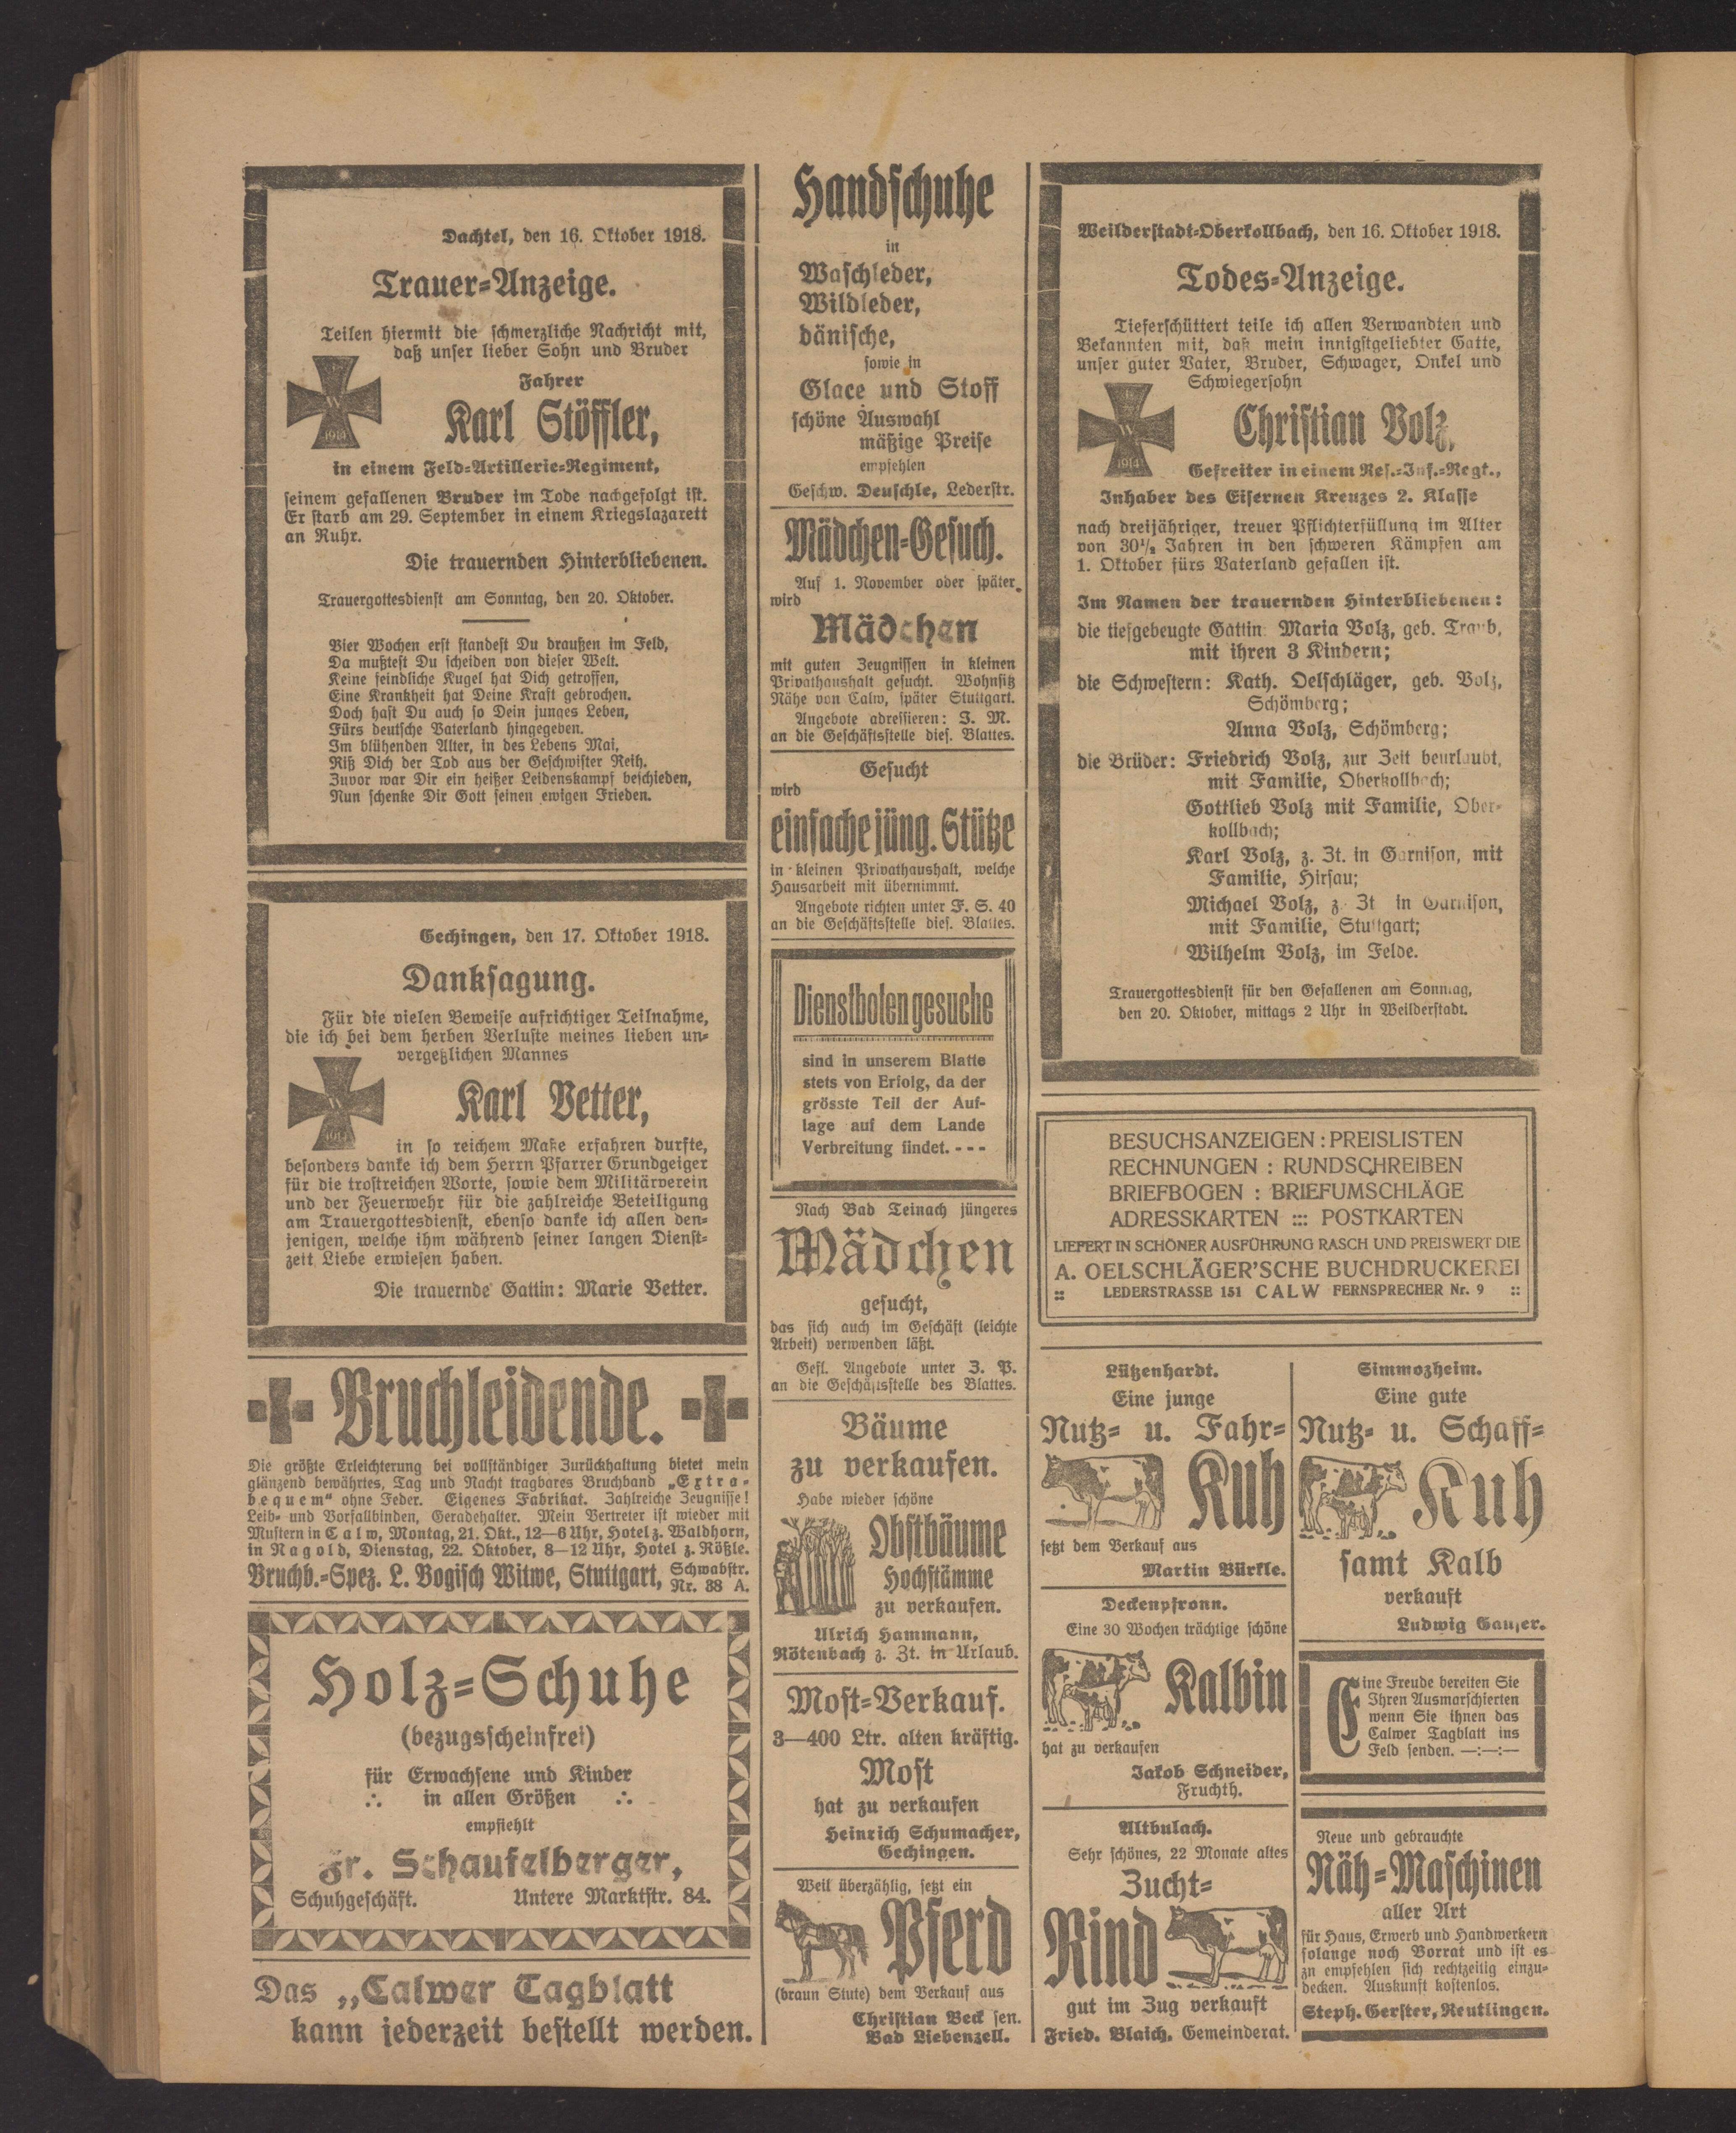 Dachtel, den 16. Oktober 1918.
Trauer-Anzeige.
Teilen hiermit die schmerzliche Nachricht mit,
daß unser lieber Sohn und Bruder
Fahrer
Karl Stöffler,
in einem Feld-Artillerie-Regiment,
seinem gefallenen Bruder im Tode nachgefolgt ist.
Er starb am 29. September in einem Kriegslazarett
an Ruhr.
Die trauernden Hinterbliebenen.
Trauergottesdienst am Sonntag, den 20. Oktober.
Vier Wochen erst standest Du draußen im Feld,
Da mußtest Du scheiden von dieser Welt.
Keine feindliche Kugel hat Dich getroffen,
Eine Krankheit hat Deine Kraft gebrochen.
Doch hast Du auch so Dein junges Leben,
Fürs deutsche Vaterland hingegeben.
Im blühenden Alter, in des Lebens Mai,
Riß Dich der Tod aus der Geschwister Reih.
Zuvor war Dir ein heißer Leidenskampf beschieden,
Nun schenke Dir Gott seinen ewigen Frieden.
W
1914
Gechingen, den 17. Oktober 1918.
Danksagung.
Für die vielen Beweise aufrichtiger Teilnahme,
die ich bei dem herben Verluste meines lieben un-
vergeßlichen Mannes
Karl Vetter,
in so reichem Maße erfahren durfte,
besonders danke ich dem Herrn Pfarrer Grundgeiger
für die trostreichen Worte, sowie dem Militärverein
und der Feuerwehr für die zahlreiche Beteiligung
am Trauergottesdienst, ebenso danke ich allen den-
jenigen, welche ihm während seiner langen Dienst-
zeit Liebe erwiesen haben.
Die trauernde Gattin: Marie Vetter.
W
1914
Bruchleidende.
Die größte Erleichterung bei vollständiger Zurückhaltung bietet mein
glänzend bewährtes, Tag und Nacht tragbares Bruchband „Extra-
bequem“ ohne Feder. Eigenes Fabrikat. Zahlreiche Zeugnisse!
Leib- und Vorfallbinden, Geradehalter. Mein Vertreter ist wieder mit
Mustern in Calw, Montag, 21. Okt., 12—6 Uhr, Hotel z. Waldhorn,
in Nagold, Dienstag, 22. Oktober, 8—12 Uhr, Hotel z. Rößle.
Bruchb.-Spez. L. Bogisch Witwe, Stuttgart, Schwabstr.
Nr. 38 A.
Holz-Schuhe
(bezugsscheinfrei)
für Erwachsene und Kinder
∴ in allen Größen ∴
empfiehlt
Fr. Schaufelberger,
Schuhgeschäft. Untere Marktstr. 84.
Das „Calwer Tagblatt
kann jederzeit bestellt werden.
Handschuhe
in
Waschleder,
Wildleder,
dänische,
sowie in
Glace und Stoff
schöne Auswahl
mäßige Preise
empfehlen
Geschw. Deuschle, Lederstr.
Mädchen-Gesuch.
Auf 1. November oder später
wird
Mädchen
mit guten Zeugnissen in kleinen
Privathaushalt gesucht. Wohnsitz
Nähe von Calw, später Stuttgart.
Angebote adressieren: J. M.
an die Geschäftsstelle dies. Blattes.
Gesucht
wird
einfache jüng. Stütze
in kleinen Privathaushalt, welche
Hausarbeit mit übernimmt.
Angebote richten unter F. S. 40
an die Geschäftsstelle dies. Blattes.
Dienstbotengesuche
sind in unserem Blatte
stets von Erfolg, da der
grösste Teil der Auf-
lage auf dem Lande
Verbreitung findet. - - -
Nach Bad Teinach jüngeres
Mädchen
gesucht,
das sich auch im Geschäft (leichte
Arbeit) verwenden läßt.
Gefl. Angebote unter Z. P.
an die Geschäftsstelle des Blattes.
Bäume
zu verkaufen.
Habe wieder schöne
Obstbäume
Hochstämme
zu verkaufen.
Ulrich Hammann,
Rötenbach z. Zt. in Urlaub.
Most-Verkauf.
3—400 Ltr. alten kräftig.
Most
hat zu verkaufen
Heinrich Schumacher,
Gechingen.
Weil überzählig, setzt ein
Pferd
(braun Stute) dem Verkauf aus
Christian Beck sen.
Bad Liebenzell.
Weilderstadt-Oberkollbach, den 16. Oktober 1918.
Todes-Anzeige.
Tieferschüttert teile ich allen Verwandten und
Bekannten mit, daß mein innigstgeliebter Gatte,
unser guter Vater, Bruder, Schwager, Onkel und
Schwiegersohn
Christian Volz,
Gefreiter in einem Res.-Inf.-Regt.,
Inhaber des Eisernen Kreuzes 2. Klasse
nach dreijähriger, treuer Pflichterfüllung im Alter
von 30½ Jahren in den schweren Kämpfen am
1. Oktober fürs Vaterland gefallen ist.
Im Namen der trauernden Hinterbliebenen:
die tiefgebeugte Gattin: Maria Volz, geb. Traub,
mit ihren 3 Kindern;
die Schwestern: Kath. Oelschläger, geb. Volz,
Schömberg;
Anna Volz, Schömberg;
die Brüder: Friedrich Volz, zur Zeit beurlaubt,
mit Familie, Oberkollbach;
Gottlieb Volz mit Familie, Ober-
kollbach;
Karl Volz, z. Zt. in Garnison, mit
Familie, Hirsau;
Michael Volz, z. Zt in Garnison,
mit Familie, Stuttgart;
Wilhelm Volz, im Felde.
Trauergottesdienst für den Gefallenen am Sonntag,
den 20. Oktober, mittags 2 Uhr in Weilderstadt.
W
1914
BESUCHSANZEIGEN : PREISLISTEN
RECHNUNGEN : RUNDSCHREIBEN
BRIEFBOGEN : BRIEFUMSCHLÄGE
ADRESSKARTEN ::: POSTKARTEN
LIEFERT IN SCHÖNER AUSFÜHRUNG RASCH UND PREISWERT DIE
A. OELSCHLÄGER'SCHE BUCHDRUCKEREI
:: LEDERSTRASSE 151 CALW FERNSPRECHER Nr. 9 ::
Lützenhardt.
Eine junge
Nutz- u. Fahr-
Kuh
setzt dem Verkauf aus
Martin Bürkle.
Deckenpfronn.
Eine 30 Wochen trächtige schöne
Kalbin
hat zu verkaufen
Jakob Schneider,
Fruchth.
Altbulach.
Sehr schönes, 22 Monate altes
Zucht-
Rind
gut im Zug verkauft
Fried. Blaich, Gemeinderat.
Simmozheim.
Eine gute
Nutz- u. Schaff-
Kuh
samt Kalb
verkauft
Ludwig
Eine Freude bereiten Sie
Ihren Ausmarschierten
wenn Sie ihnen das
Calwer Tagblatt ins
Feld senden. —:—:—
Neue und gebrauchte
Näh-Maschinen
aller Art
für Haus, Erwerb und Handwerkern
solange noch Vorrat und ist es
zu empfehlen sich rechtzeitig einzu-
decken. Auskunft kostenlos.
Steph. Gerster, Reutlingen.